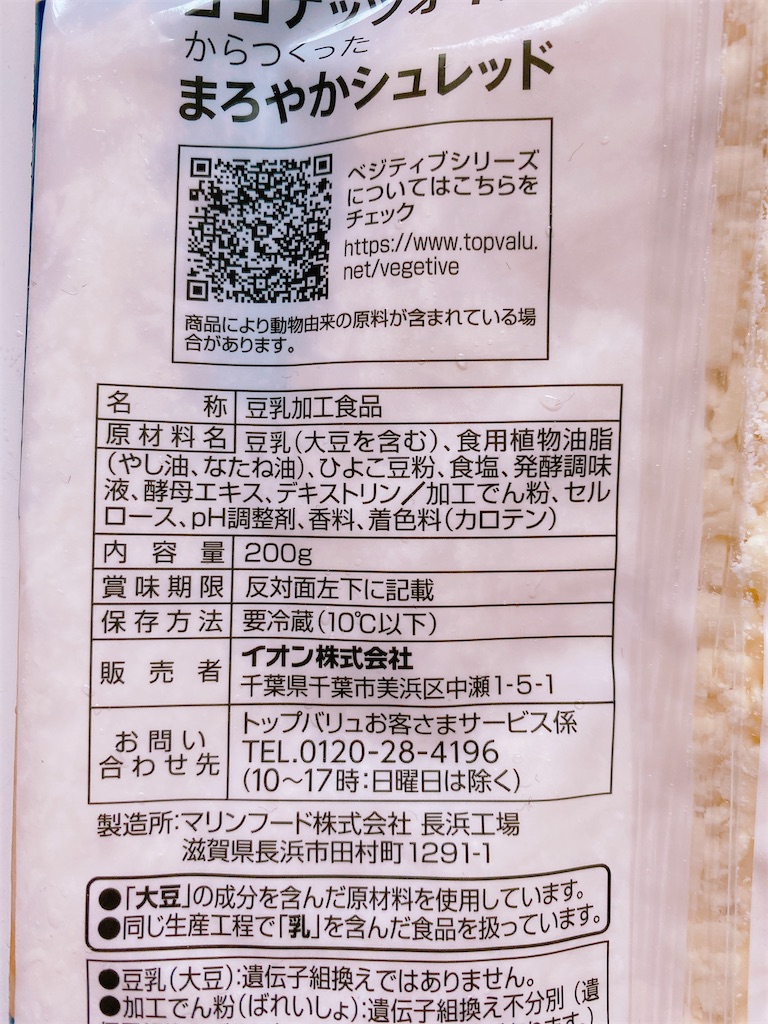 ココナッツオイル
からつくった
まろやかシュレッド
ベジティブシリーズ
についてはこちらを
チェック
https://www.topvalu.
net/vegetive
商品により動物由来の原料が含まれている場
合があります。
名称 豆乳加工食品
原材料名 豆乳(大豆を含む)、食用植物油脂
(やし油、なたね油)、ひよこ豆粉、食塩、発酵調味
液、酵母エキス、デキストリン/加工でん粉、セル
ロース、pH調整剤、香料、着色料(カロテン)
内容量 200g
賞味期限 反対面左下に記載
保存方法 要冷蔵(10℃以下)
販売者 イオン株式会社
千葉県千葉市美浜区中瀬1-5-1
お問い合わせ先 トップバリュお客さまサービス係
TEL.0120-28-4196
(10〜17時:日曜日は除く)
製造所:マリンフード株式会社 長浜工場
滋賀県長浜市田村町1291-1
●「大豆」の成分を含んだ原材料を使用しています。
●同じ生産工程で「乳」を含んだ食品を扱っています。
●豆乳(大豆):遺伝子組換えではありません。
●加工でん粉(ばれいしょ):遺伝子組換え不分別(遺